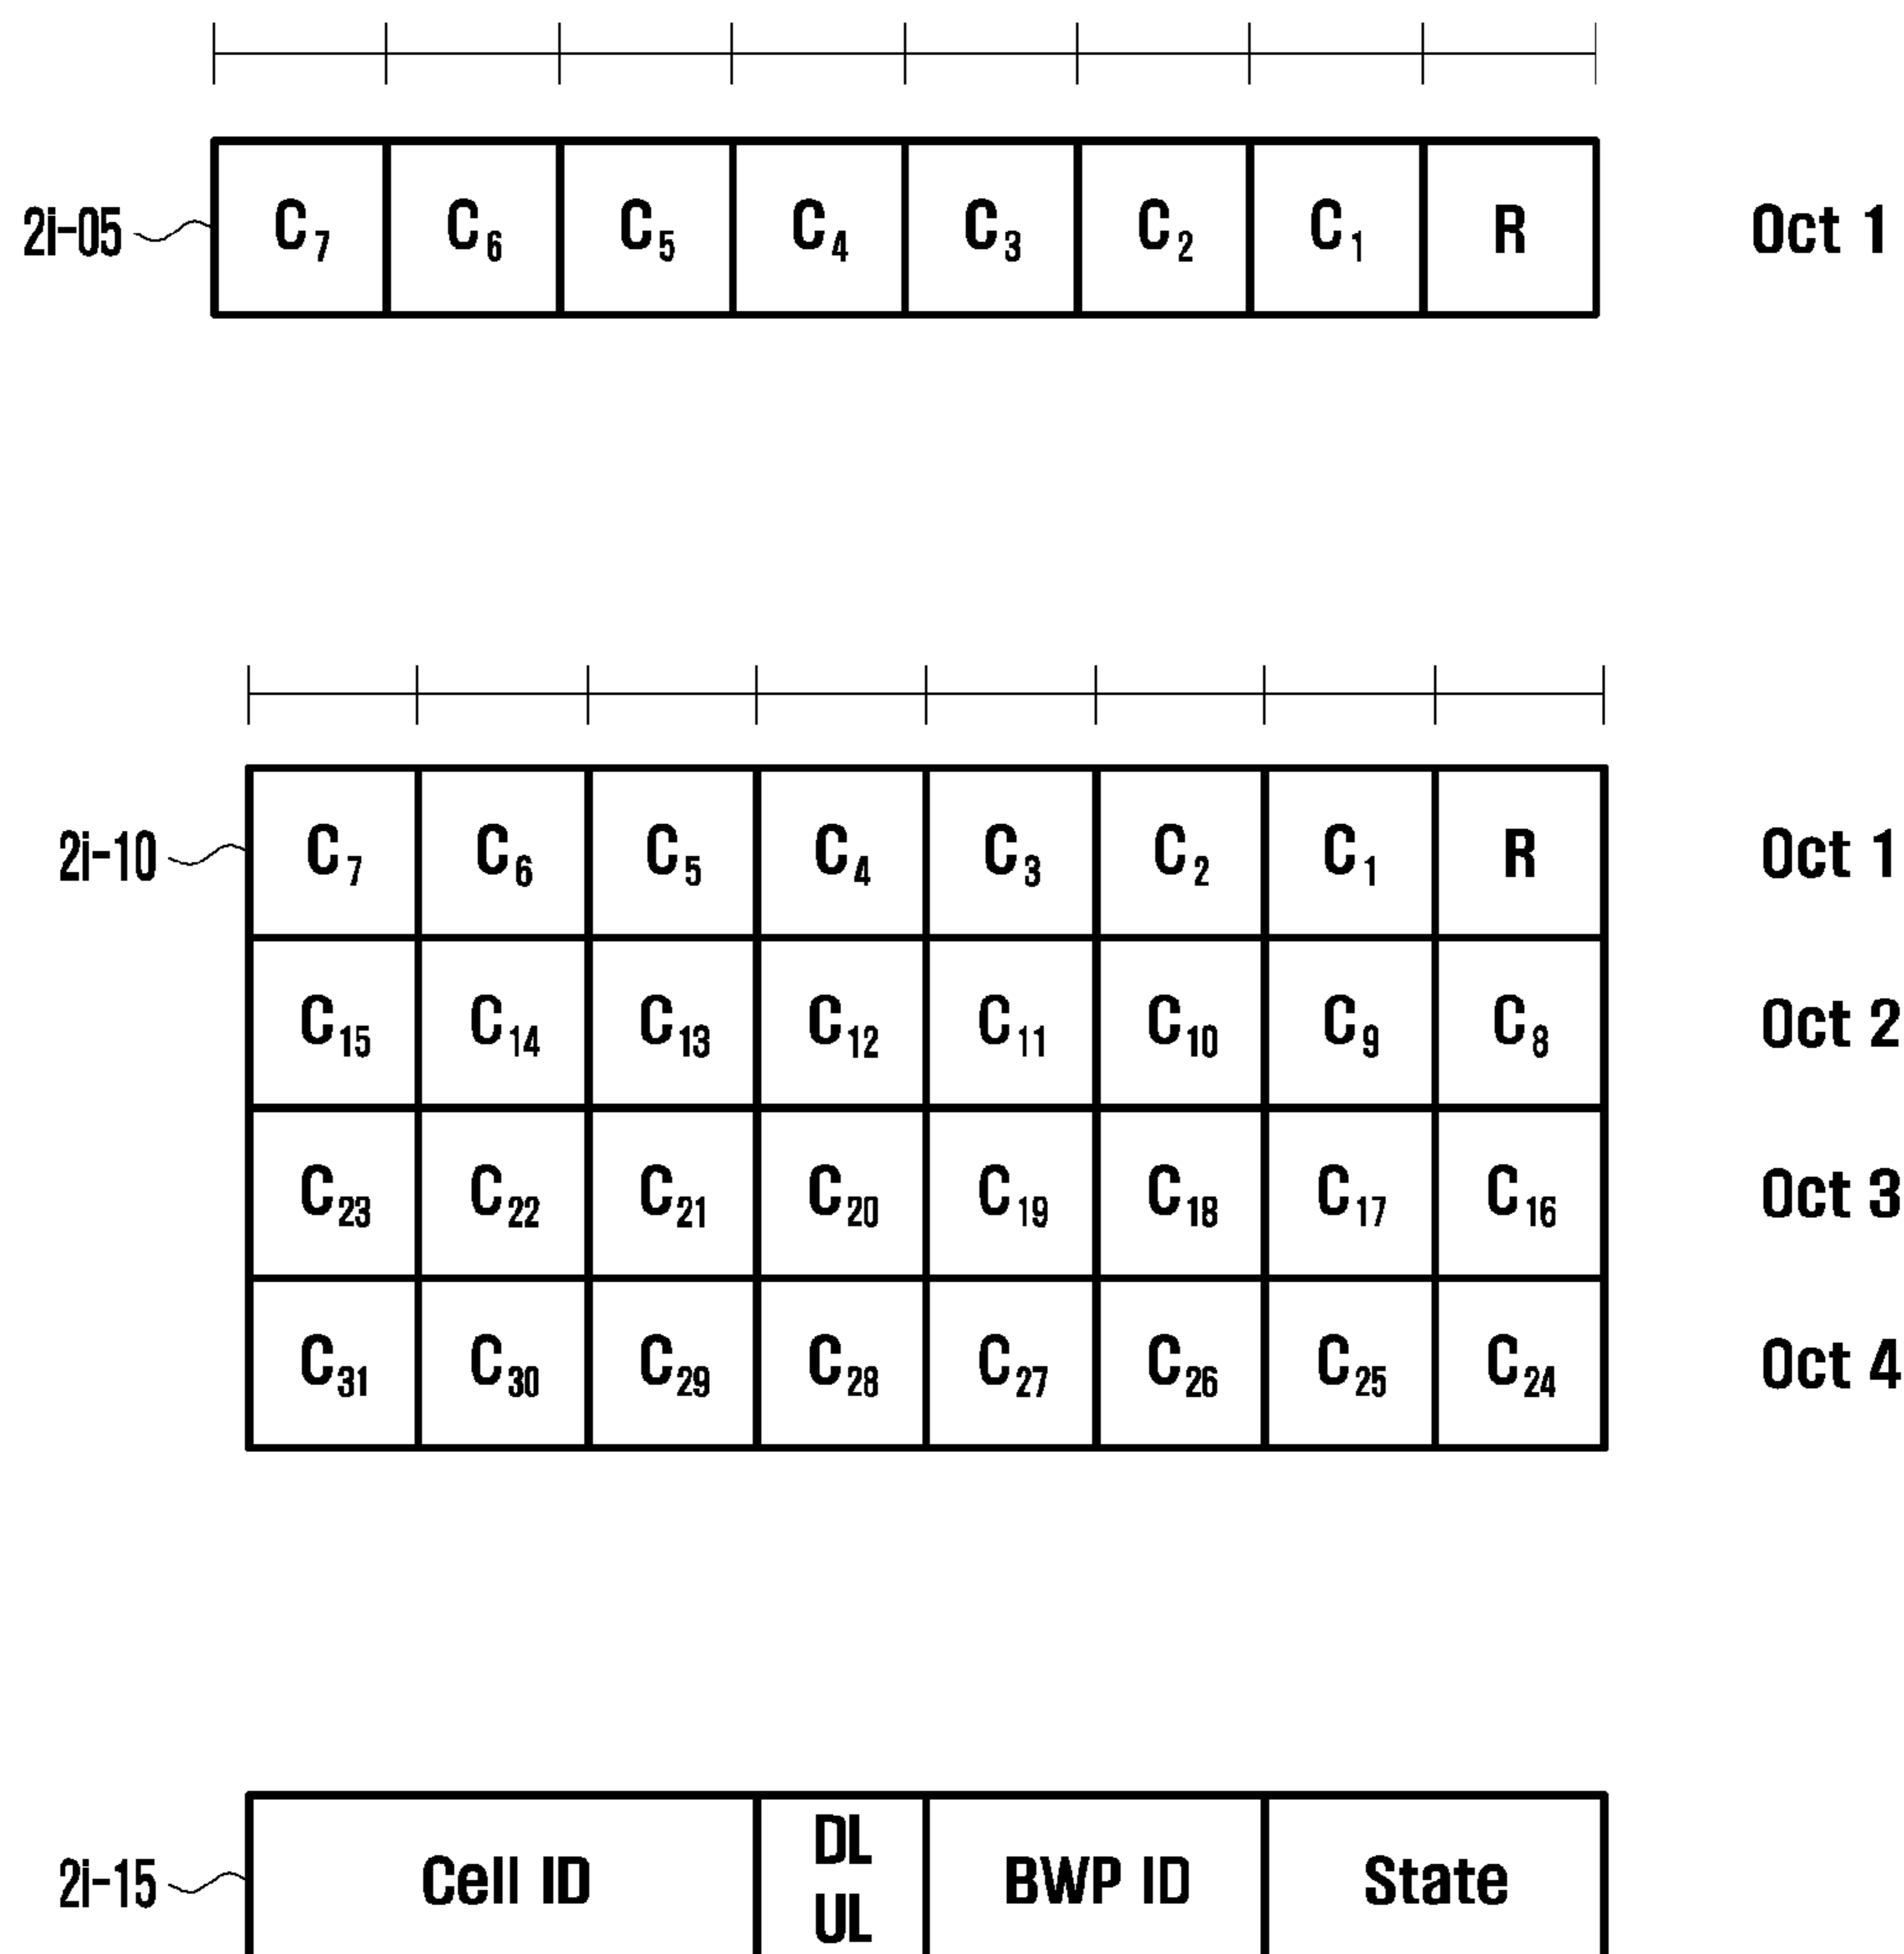 2i-05 C7 C6 C5 C4 C3 C2 C1 R Oct 1
2i-10 C7 C6 C5 C4 C3 C2 C1 R Oct 1
C15 C14 C13 C12 C11 C10 C9 C8 Oct 2
C23 C22 C21 C20 C19 C18 C17 C16 Oct 3
C31 C30 C29 C28 C27 C26 C25 C24 Oct 4
2i-15 Cell ID DL UL BWP ID State